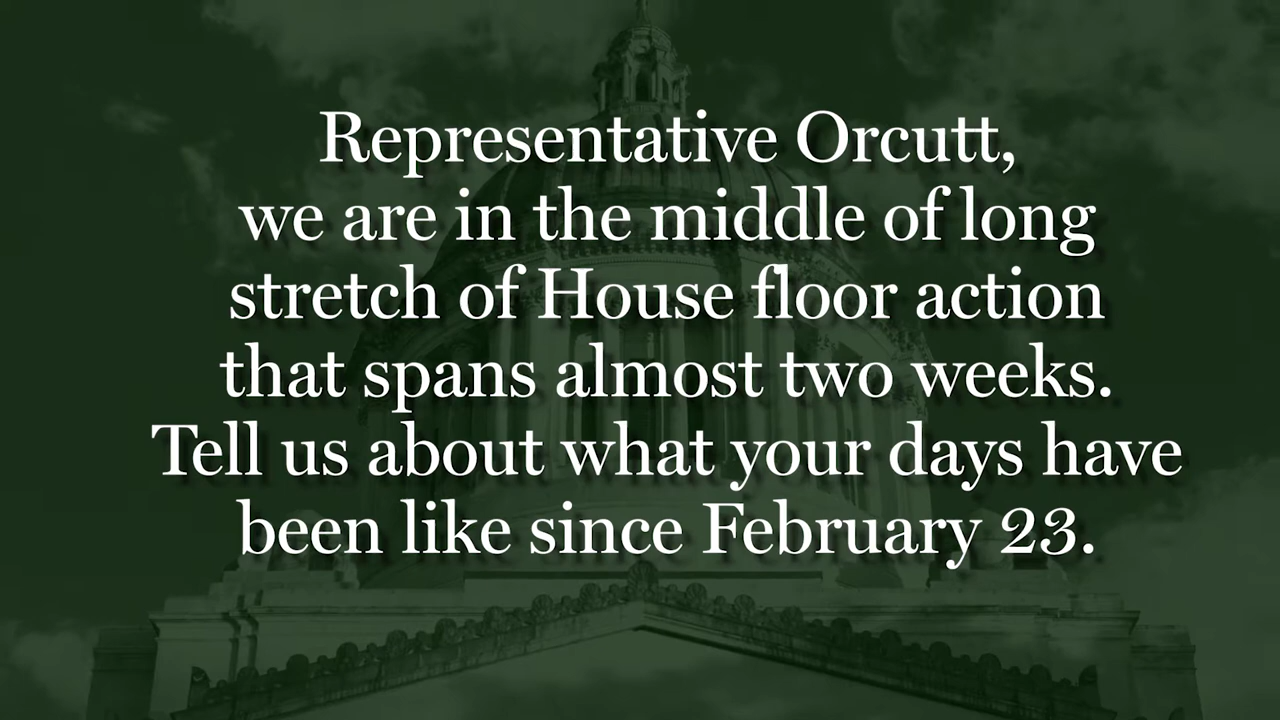 Representative Orcutt,
we are in the middle of long
stretch of House floor action
that spans almost two weeks.
Tell us about what your days have
been like since February 23.